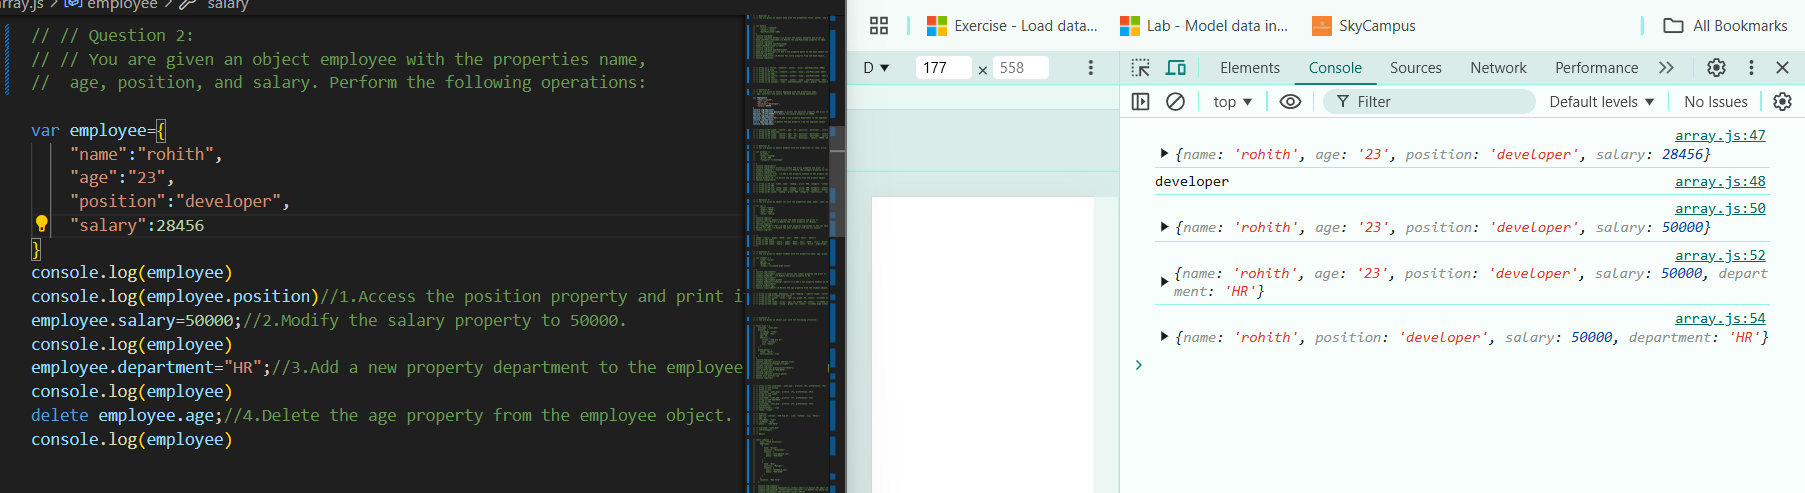 array.js > employee > salary
// // Question 2:
// // You are given an object employee with the properties name,
//  age, position, and salary. Perform the following operations:
var employee={
"name":"rohith",
"age":"23",
"position":"developer",
"salary":28456
}
console.log(employee)
console.log(employee.position)//1.Access the position property and print i
employee.salary=50000;//2.Modify the salary property to 50000.
console.log(employee)
employee.department="HR";//3.Add a new property department to the employee
console.log(employee)
delete employee.age;//4.Delete the age property from the employee object.
console.log(employee)
Exercise - Load data... Lab - Model data in... SkyCampus All Bookmarks
D ▼ 177 × 558 Elements Console Sources Network Performance >>
top ▼ Filter Default levels ▼ No Issues
array.js:47
▶ {name: 'rohith', age: '23', position: 'developer', salary: 28456}
developer array.js:48
array.js:50
▶ {name: 'rohith', age: '23', position: 'developer', salary: 50000}
array.js:52
▶ {name: 'rohith', age: '23', position: 'developer', salary: 50000, depart
ment: 'HR'}
array.js:54
▶ {name: 'rohith', position: 'developer', salary: 50000, department: 'HR'}
>